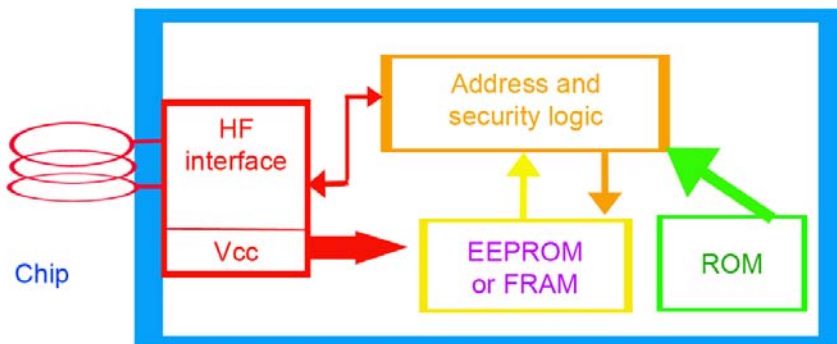 Address and
security logic
HF
interface
Vcc
EEPROM
or FRAM
ROM
Chip